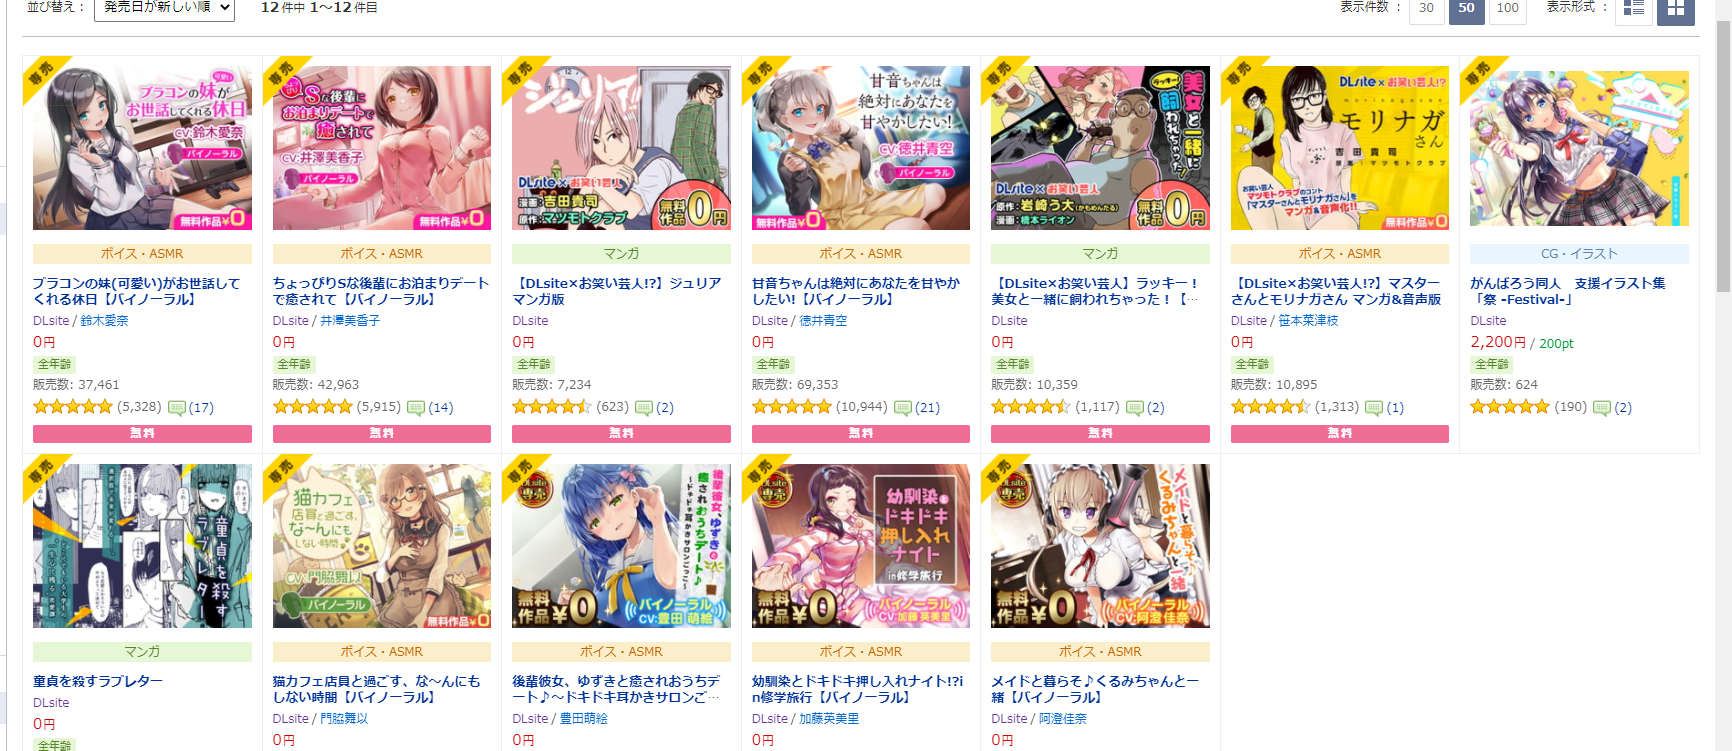 並び替え：
発売日が新しい順
12件中 1～12件目
表示件数 ：
30
50
100
表示形式 ：
専売
ブラコンの妹が
可愛い
お世話してくれる休日
CV:鈴木愛奈
バイノーラル
無料作品¥0
ボイス・ASMR
ブラコンの妹(可愛い)がお世話して
くれる休日【バイノーラル】
DLsite / 鈴木愛奈
0円
全年齢
販売数: 37,461
(5,328)
(17)
無料
専売
Sな後輩に
お泊まりデートで
癒されて
CV:井澤美香子
バイノーラル
無料作品¥0
ボイス・ASMR
ちょっぴりSな後輩にお泊まりデート
で癒されて【バイノーラル】
DLsite / 井澤美香子
0円
全年齢
販売数: 42,963
(5,915)
(14)
無料
専売
ジュリア
DLsite × お笑い芸人
漫画：吉田貴司
原作：マツモトクラブ
無料作品 0円
マンガ
【DLsite×お笑い芸人!?】ジュリア
マンガ版
DLsite
0円
全年齢
販売数: 7,234
(623)
(2)
無料
専売
甘音ちゃんは
絶対にあなたを
甘やかしたい!
CV:徳井青空
バイノーラル
無料作品¥0
ボイス・ASMR
甘音ちゃんは絶対にあなたを甘やか
したい!【バイノーラル】
DLsite / 徳井青空
0円
全年齢
販売数: 69,353
(10,944)
(21)
無料
専売
ラッキー!
美女と一緒に
飼われちゃった!
DLsite × お笑い芸人
原作：岩崎う大(かもめんたる)
漫画：橋本ライオン
無料作品 0円
マンガ
【DLsite×お笑い芸人】ラッキー！
美女と一緒に飼われちゃった！【…
DLsite
0円
全年齢
販売数: 10,359
(1,117)
(2)
無料
専売
DLsite × お笑い芸人!?
モリナガさん
吉田貴司
原案 マツモトクラブ
お笑い芸人
マツモトクラブのコント
「マスターさんとモリナガさん」を
マンガ&音声化!!
無料作品¥0
ボイス・ASMR
【DLsite×お笑い芸人!?】マスター
さんとモリナガさん マンガ&音声版
DLsite / 笹本菜津枝
0円
全年齢
販売数: 10,895
(1,313)
(1)
無料
専売
CG・イラスト
がんばろう同人　支援イラスト集
「祭 -Festival-」
DLsite
2,200円 / 200pt
全年齢
販売数: 624
(190)
(2)
専売
童貞を殺す
ラブレター
マンガ
童貞を殺すラブレター
DLsite
0円
全年齢
専売
猫カフェ
店員と過ごす、
な～んにも
しない時間
CV:門脇舞以
バイノーラル
無料作品¥0
ボイス・ASMR
猫カフェ店員と過ごす、な～んにも
しない時間【バイノーラル】
DLsite / 門脇舞以
0円
専売
DLsite
専売
後輩彼女、ゆずきと
癒されおうちデート♪
～ドキドキ耳かきサロンごっこ～
無料作品¥0
バイノーラル
CV:豊田 萌絵
ボイス・ASMR
後輩彼女、ゆずきと癒されおうちデ
ート♪～ドキドキ耳かきサロンご…
DLsite / 豊田萌絵
0円
専売
DLsite
専売
幼馴染と
ドキドキ
押し入れ
ナイト
in修学旅行
無料作品¥0
バイノーラル
CV:加藤 英美里
ボイス・ASMR
幼馴染とドキドキ押し入れナイト!?i
n修学旅行【バイノーラル】
DLsite / 加藤英美里
0円
専売
DLsite
専売
メイドと暮らそ♪
くるみちゃんと一緒
無料作品¥0
バイノーラル
CV:阿澄佳奈
ボイス・ASMR
メイドと暮らそ♪くるみちゃんと一
緒【バイノーラル】
DLsite / 阿澄佳奈
0円